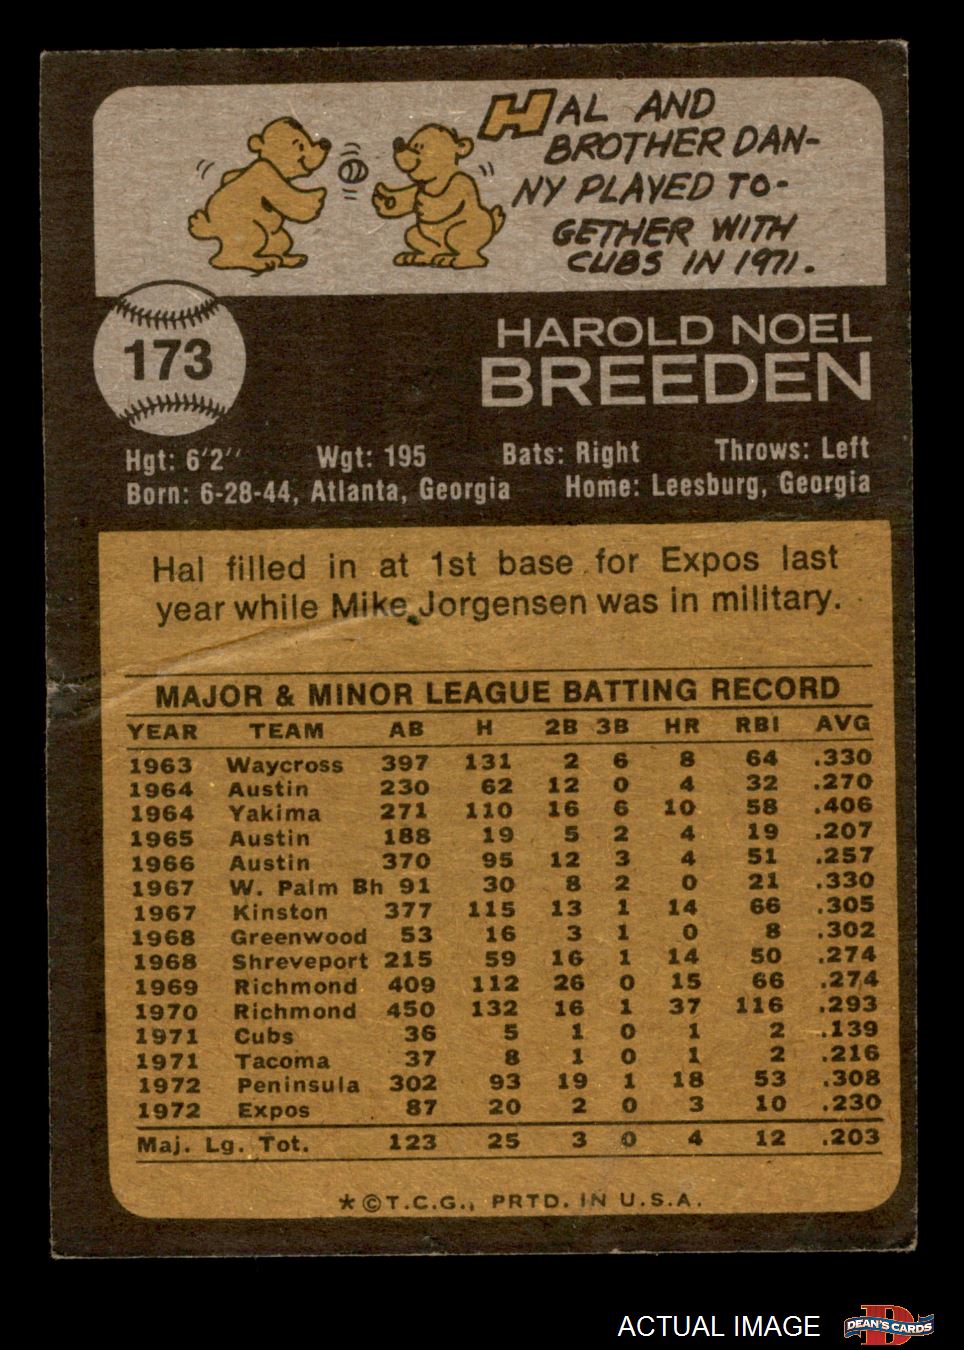 HAL AND
BROTHER DAN-
NY PLAYED TO-
GETHER WITH
CUBS IN 1971.
173
HAROLD NOEL
BREEDEN
Hgt: 6'2'' Wgt: 195 Bats: Right Throws: Left
Born: 6-28-44, Atlanta, Georgia Home: Leesburg, Georgia
Hal filled in at 1st base for Expos last
year while Mike Jorgensen was in military.
MAJOR & MINOR LEAGUE BATTING RECORD
YEAR TEAM AB H 2B 3B HR RBI AVG
1963 Waycross 397 131 2 6 8 64 .330
1964 Austin 230 62 12 0 4 32 .270
1964 Yakima 271 110 16 6 10 58 .406
1965 Austin 188 19 5 2 4 19 .207
1966 Austin 370 95 12 3 4 51 .257
1967 W. Palm Bh 91 30 8 2 0 21 .330
1967 Kinston 377 115 13 1 14 66 .305
1968 Greenwood 53 16 3 1 0 8 .302
1968 Shreveport 215 59 16 1 14 50 .274
1969 Richmond 409 112 26 0 15 66 .274
1970 Richmond 450 132 16 1 37 116 .293
1971 Cubs 36 5 1 0 1 2 .139
1971 Tacoma 37 8 1 0 1 2 .216
1972 Peninsula 302 93 19 1 18 53 .308
1972 Expos 87 20 2 0 3 10 .230
Maj. Lg. Tot. 123 25 3 0 4 12 .203
*©T.C.G., PRTD. IN U.S.A.
ACTUAL IMAGE
D
DEAN'S CARDS